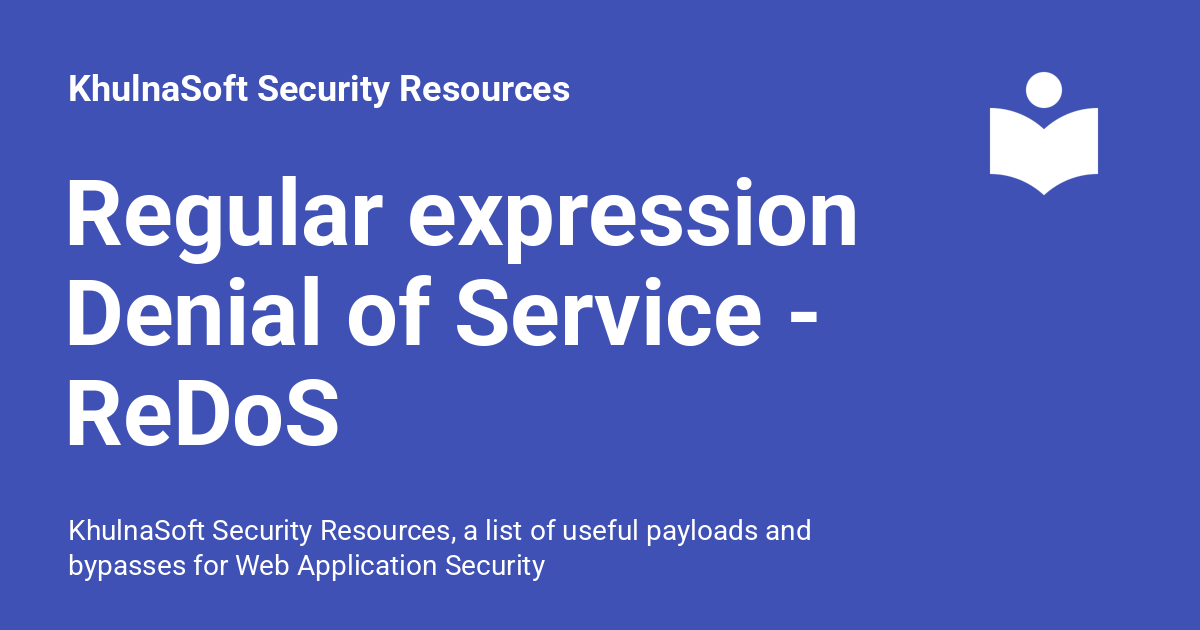 KhulnaSoft Security Resources
Regular expression
Denial of Service -
ReDoS
KhulnaSoft Security Resources, a list of useful payloads and
bypasses for Web Application Security